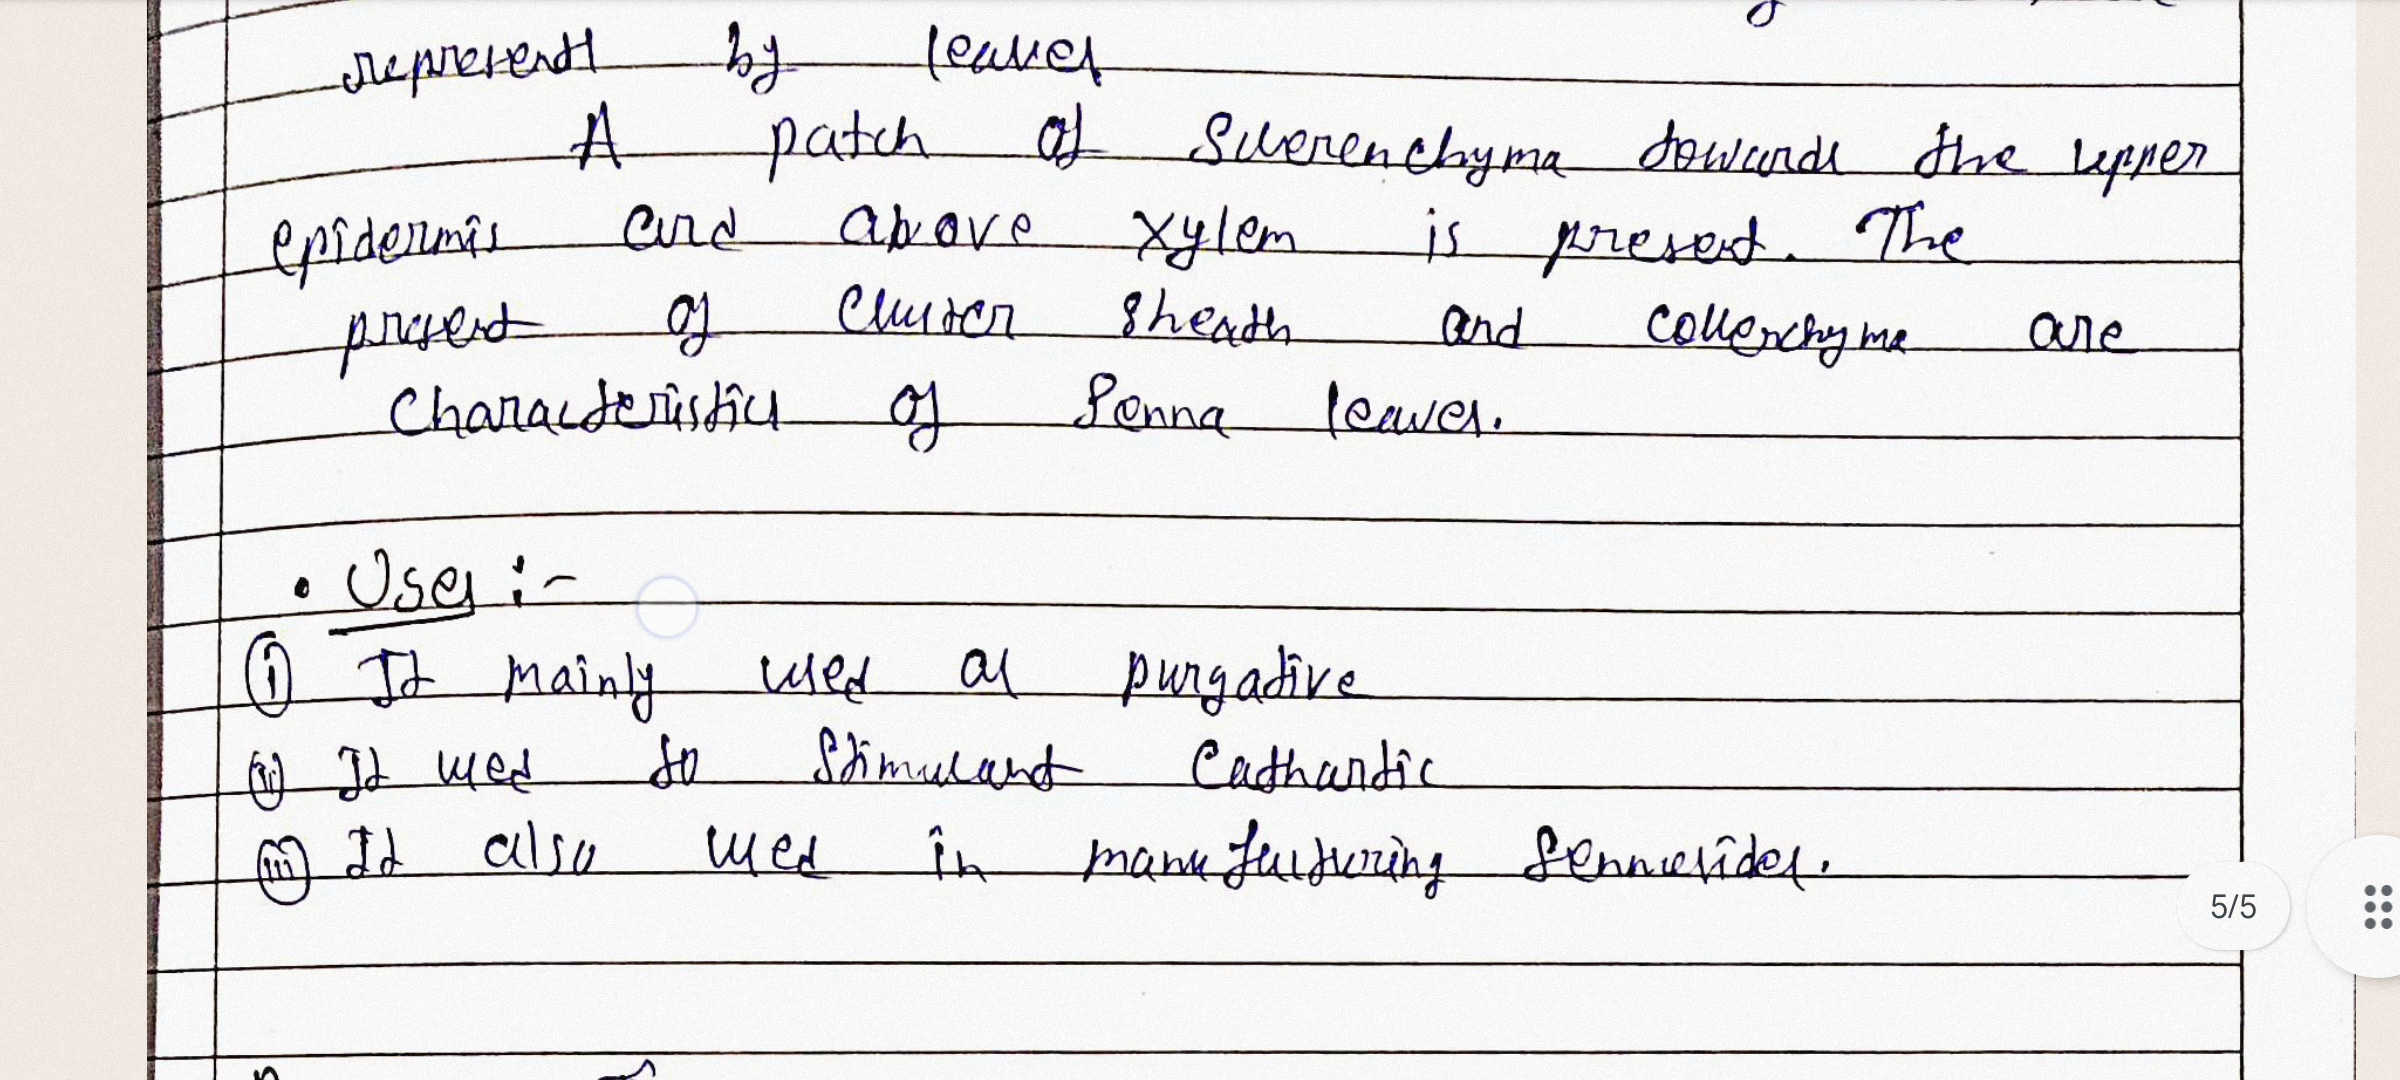 represent by leaves
A patch of Sclerenchyma towards the upper
epidermis and above xylem is present. The
present of Cluster sheath and collenchyma are
Characteristics of Senna leaves.
• Uses :-
(i) It mainly used as purgative
(ii) It used to Stimulant Cathartic
(iii) It also used in manufacturing Sennosides.
5/5